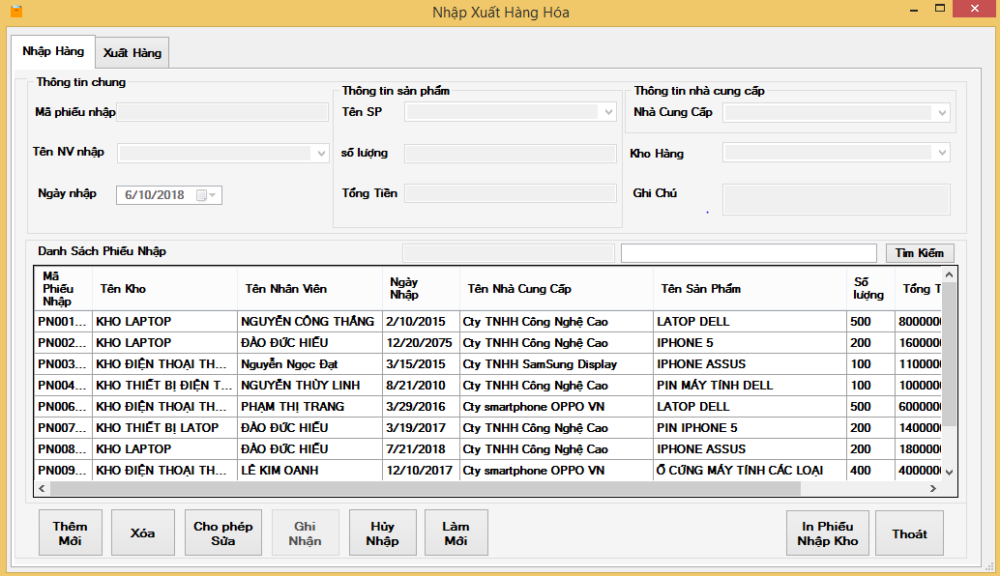 Nhập Xuất Hàng Hóa
Nhập Hàng Xuất Hàng
Thông tin chung
Mã phiếu nhập
Tên NV nhập
Ngày nhập 6/10/2018
Thông tin sản phẩm
Tên SP
số lượng
Tổng Tiền
Thông tin nhà cung cấp
Nhà Cung Cấp
Kho Hàng
Ghi Chú
Danh Sách Phiếu Nhập Tìm Kiếm
Mã Phiếu Nhập Tên Kho Tên Nhân Viên Ngày Nhập Tên Nhà Cung Cấp Tên Sản Phẩm Số lượng Tổng T
PN001... KHO LAPTOP NGUYỄN CÔNG THẮNG 2/10/2015 Cty TNHH Công Nghệ Cao LATOP DELL 500 8000000
PN002... KHO LAPTOP ĐÀO ĐỨC HIẾU 12/20/2075 Cty TNHH Công Nghệ Cao IPHONE 5 200 1600000
PN003... KHO ĐIỆN THOẠI TH... Nguyễn Ngọc Đạt 3/15/2015 Cty TNHH SamSung Display IPHONE ASSUS 100 1100000
PN004... KHO THIẾT BỊ ĐIỆN T... NGUYỄN THÙY LINH 8/21/2010 Cty TNHH Công Nghệ Cao PIN MÁY TÍNH DELL 100 1000000
PN006... KHO ĐIỆN THOẠI TH... PHẠM THỊ TRANG 3/29/2016 Cty smartphone OPPO VN LATOP DELL 500 6000000
PN007... KHO THIẾT BỊ LATOP ĐÀO ĐỨC HIẾU 3/19/2017 Cty TNHH Công Nghệ Cao PIN IPHONE 5 200 1400000
PN008... KHO LAPTOP ĐÀO ĐỨC HIẾU 7/21/2018 Cty TNHH Công Nghệ Cao IPHONE ASSUS 200 1800000
PN009... KHO ĐIỆN THOẠI TH... LÊ KIM OANH 12/10/2017 Cty smartphone OPPO VN Ổ CỨNG MÁY TÍNH CÁC LOẠI 400 4000000
Thêm Mới
Xóa
Cho phép Sửa
Ghi Nhận
Hủy Nhập
Làm Mới
In Phiếu Nhập Kho
Thoát